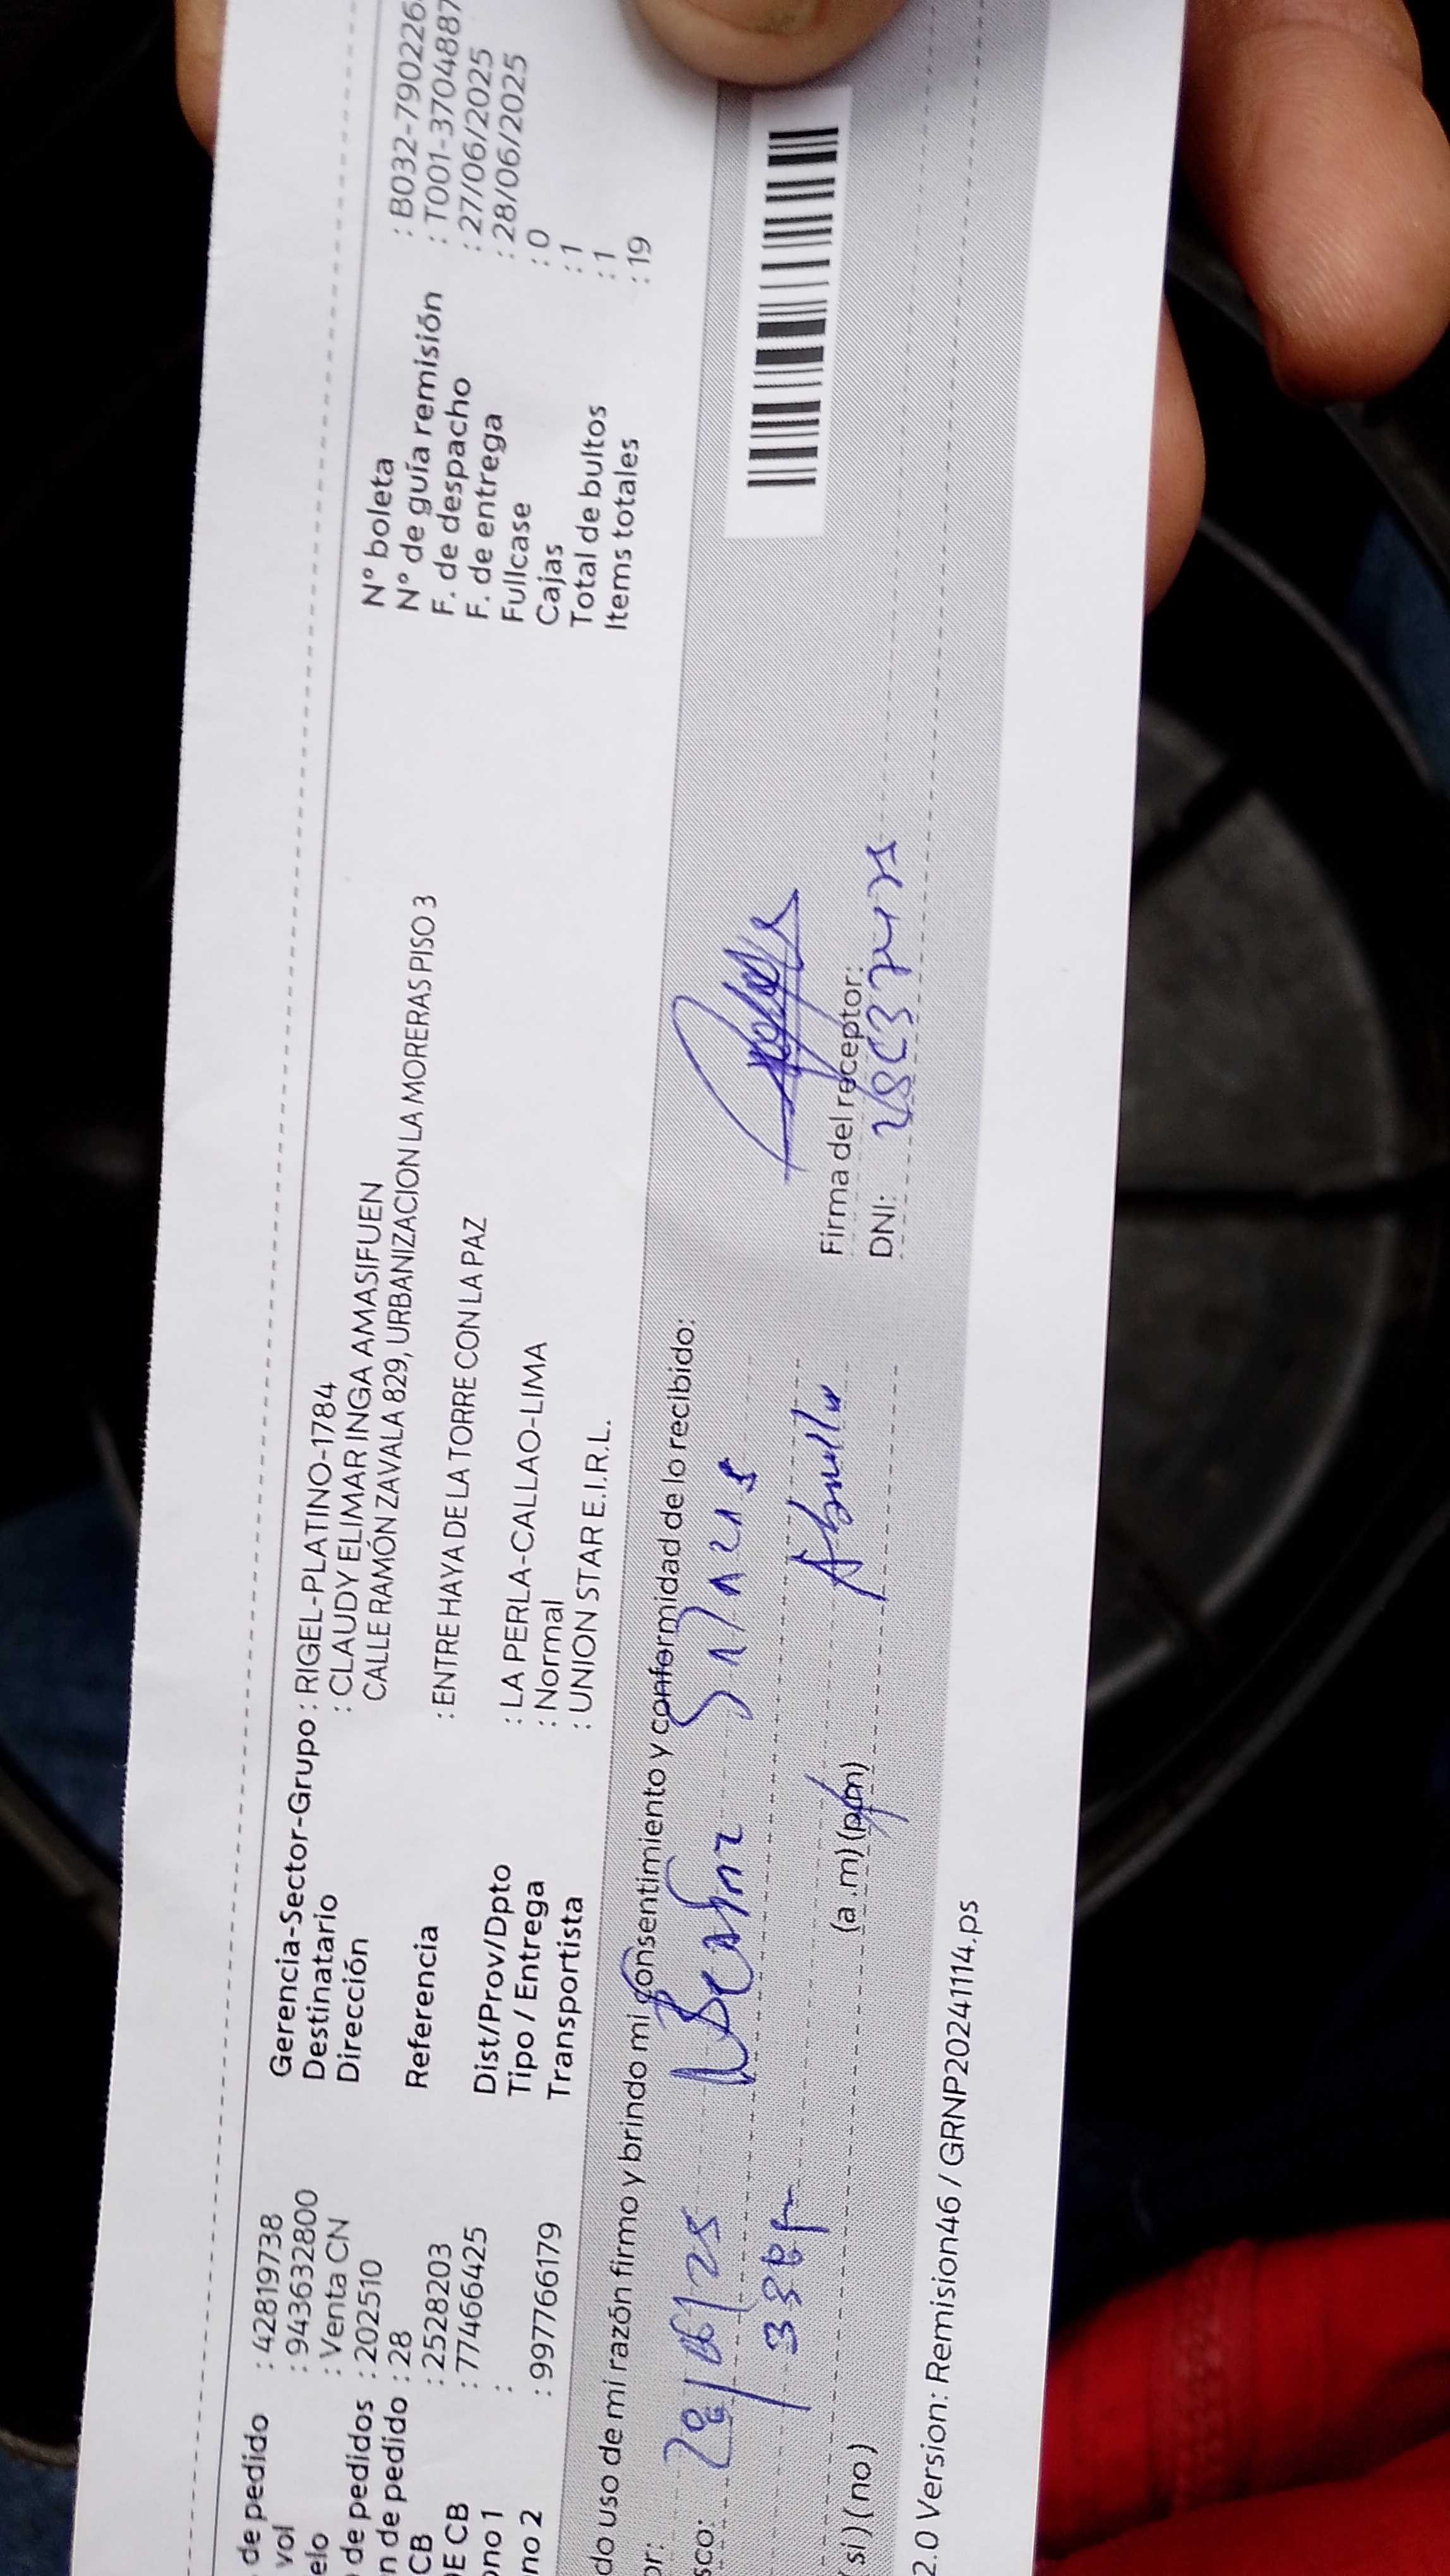 de pedido : 42819738
vol : 943632800
elo : Venta CN
de pedidos : 202510
n de pedido : 28
CB : 2528203
E CB : 77466425
ono 1 :
no 2 : 997766179
Gerencia-Sector-Grupo : RIGEL-PLATINO-1784
Destinatario : CLAUDY ELIMAR INGA AMASIFUEN
Dirección CALLE RAMÓN ZAVALA 829, URBANIZACION LA MORERAS PISO 3
Referencia : ENTRE HAYA DE LA TORRE CON LA PAZ
Dist/Prov/Dpto : LA PERLA-CALLAO-LIMA
Tipo / Entrega : Normal
Transportista : UNION STAR E.I.R.L.
N° boleta : B032-790226
N° de guía remisión : T001-3704887
F. de despacho : 27/06/2025
F. de entrega : 28/06/2025
Fullcase : 0
Cajas : 1
Total de bultos : 1
Items totales : 19
do uso de mi razón firmo y brindo mi consentimiento y conformidad de lo recibido:
or: 28/06/25
sco:
si ) ( no ) (a .m) (p.m)
Firma del receptor:
DNI:
2.0 Version: Remision46 / GRNP20241114.ps